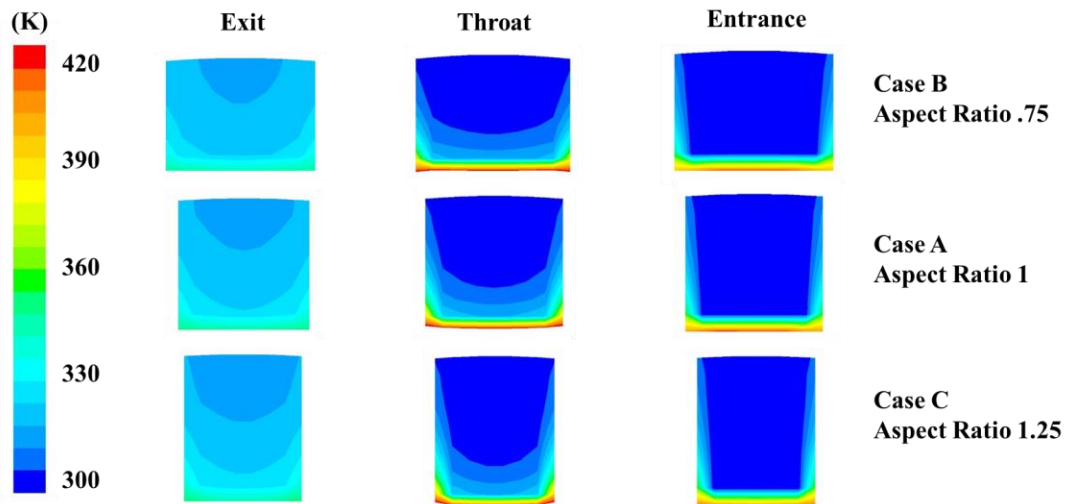 (K)
Exit
Throat
Entrance
420
390
360
330
300
Case B
Aspect Ratio .75
Case A
Aspect Ratio 1
Case C
Aspect Ratio 1.25